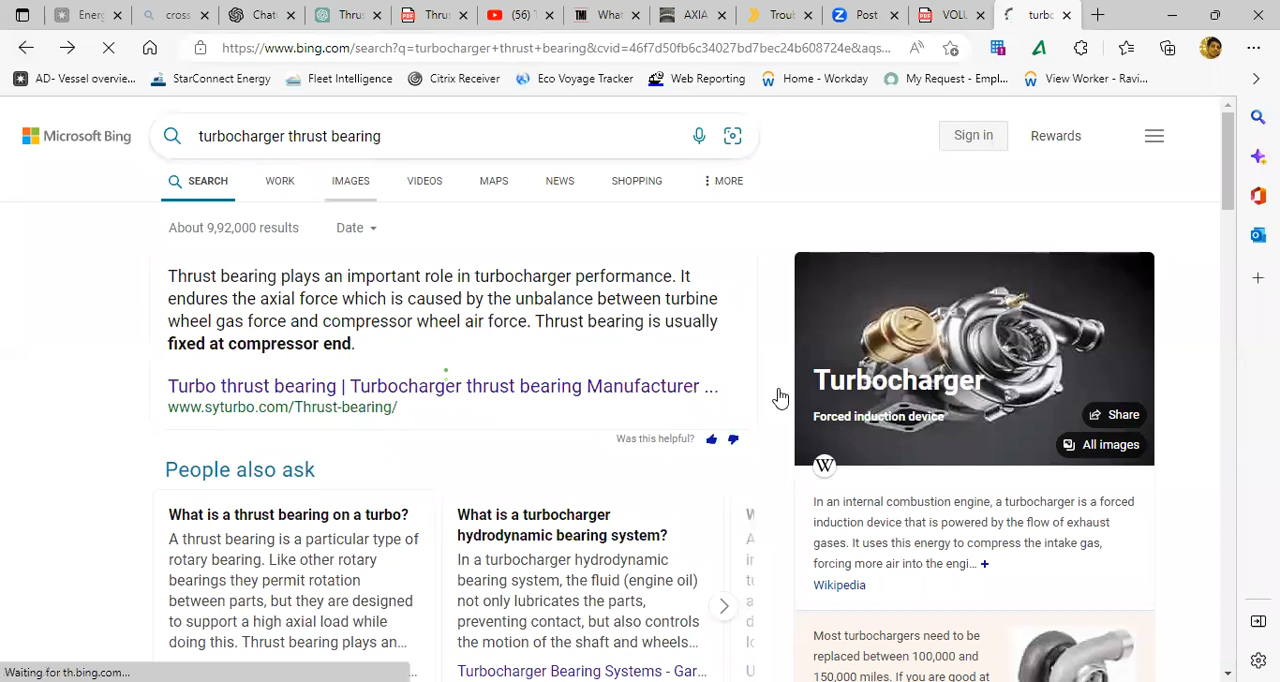 Energ
cross
Chat
Thrus
Thrus
(56) T
What
AXIA
Troub
Post
VOLU
turbc
https://www.bing.com/search?q=turbocharger+thrust+bearing&cvid=46f7d50fb6c34027bd7bec24b608724e&aqs...
AD- Vessel overvie...
StarConnect Energy
Fleet Intelligence
Citrix Receiver
Eco Voyage Tracker
Web Reporting
Home - Workday
My Request - Empl...
View Worker - Ravi...
Microsoft Bing
turbocharger thrust bearing
Sign in
Rewards
SEARCH
WORK
IMAGES
VIDEOS
MAPS
NEWS
SHOPPING
MORE
About 9,92,000 results
Date
Thrust bearing plays an important role in turbocharger performance. It
endures the axial force which is caused by the unbalance between turbine
wheel gas force and compressor wheel air force. Thrust bearing is usually
fixed at compressor end.
Turbo thrust bearing | Turbocharger thrust bearing Manufacturer ...
www.syturbo.com/Thrust-bearing/
Was this helpful?
People also ask
What is a thrust bearing on a turbo?
A thrust bearing is a particular type of
rotary bearing. Like other rotary
bearings they permit rotation
between parts, but they are designed
to support a high axial load while
doing this. Thrust bearing plays an...
What is a turbocharger
hydrodynamic bearing system?
In a turbocharger hydrodynamic
bearing system, the fluid (engine oil)
not only lubricates the parts,
preventing contact, but also controls
the motion of the shaft and wheels...
Turbocharger Bearing Systems - Gar...
Turbocharger
Forced induction device
Share
All images
W
In an internal combustion engine, a turbocharger is a forced
induction device that is powered by the flow of exhaust
gases. It uses this energy to compress the intake gas,
forcing more air into the engi... +
Wikipedia
Most turbochargers need to be
replaced between 100,000 and
150,000 miles. If you are good at
Waiting for th.bing.com...